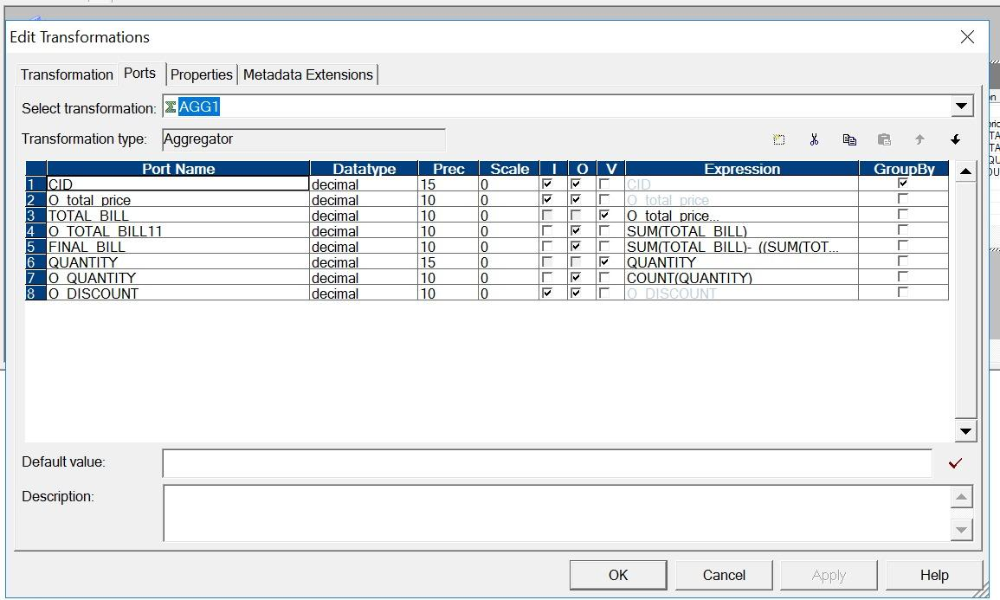 Edit Transformations
Transformation Ports Properties Metadata Extensions
Select transformation: AGG1
Transformation type: Aggregator
Port Name Datatype Prec Scale I O V Expression GroupBy
1 CID decimal 15 0 CID
2 O_total_price decimal 10 0 O_total_price
3 TOTAL_BILL decimal 10 0 O_total_price...
4 O_TOTAL_BILL11 decimal 10 0 SUM(TOTAL_BILL)
5 FINAL_BILL decimal 10 0 SUM(TOTAL_BILL)- ((SUM(TOT...
6 QUANTITY decimal 15 0 QUANTITY
7 O_QUANTITY decimal 10 0 COUNT(QUANTITY)
8 O_DISCOUNT decimal 10 0 O_DISCOUNT
Default value:
Description:
OK Cancel Apply Help